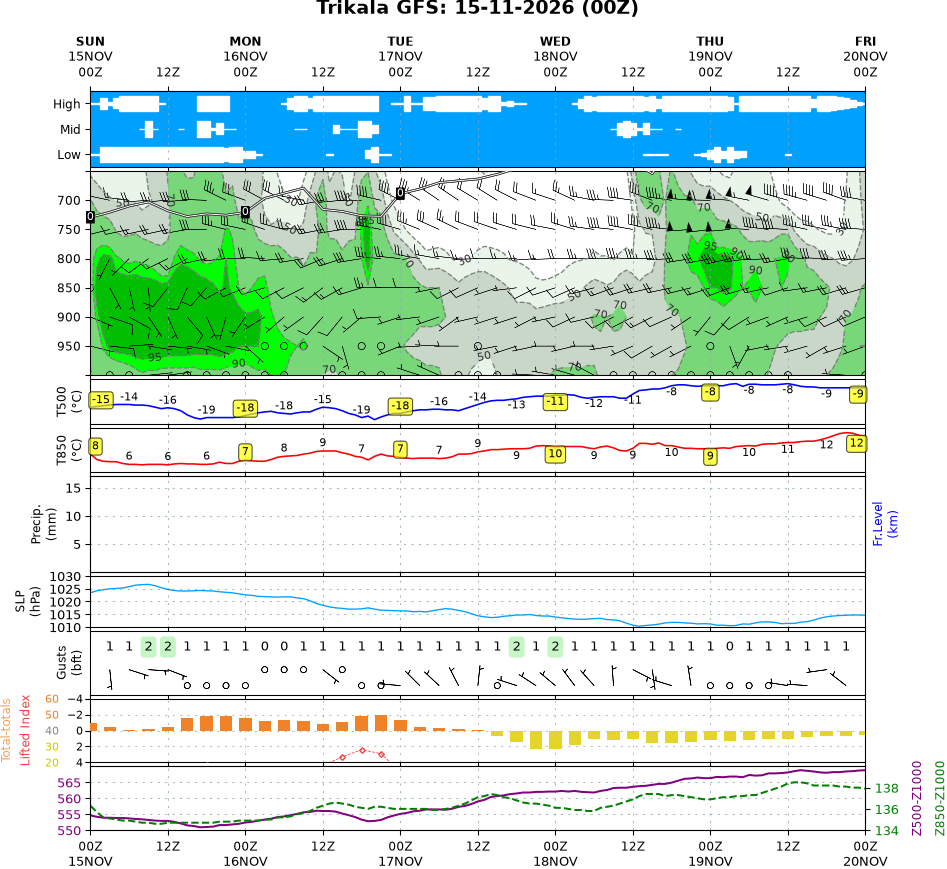 Trikala GFS: 15-11-2026 (00Z)
SUN MON TUE WED THU FRI
15NOV 16NOV 17NOV 18NOV 19NOV 20NOV
00Z 12Z 00Z 12Z 00Z 12Z 00Z 12Z 00Z 12Z 00Z
High
Mid
Low
700
750
800
850
900
950
0 0 0
50 70 95 90
T500 (°C)
-15 -14 -16 -19 -18 -18 -15 -19 -18 -16 -14 -13 -11 -12 -11 -8 -8 -8 -8 -9 -9
T850 (°C)
8 6 6 6 7 8 9 7 7 7 9 9 10 9 9 10 9 10 11 12 12
Precip. (mm)
15
10
5
Fr.Level (km)
SLP (hPa)
1030
1025
1020
1015
1010
Gusts (bft)
1 1 2 2 1 1 1 1 0 0 1 1 1 1 1 1 1 1 1 1 1 2 1 2 1 1 1 1 1 1 1 1 0 1 1 1 1 1 1
Total-totals
Lifted Index
60 −4
50 −2
40 0
30 2
20 4
565
560
555
550
138
136
134
Z500-Z1000
Z850-Z1000
00Z 12Z 00Z 12Z 00Z 12Z 00Z 12Z 00Z 12Z 00Z
15NOV 16NOV 17NOV 18NOV 19NOV 20NOV